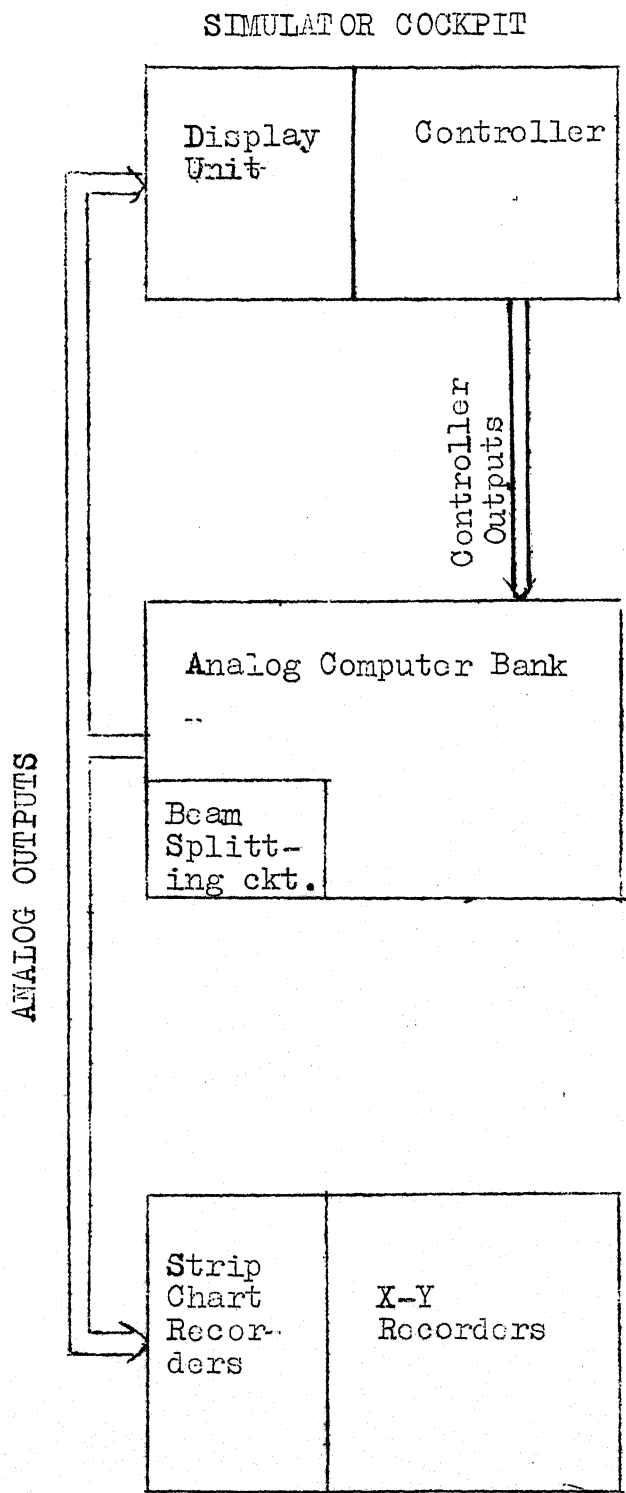 SIMULATOR COCKPIT
Display
Unit
Controller
Controller
Outputs
Analog Computer Bank
Beam
Splitt-
ing ckt.
ANALOG OUTPUTS
Strip
Chart
Recor-
ders
X-Y
Recorders